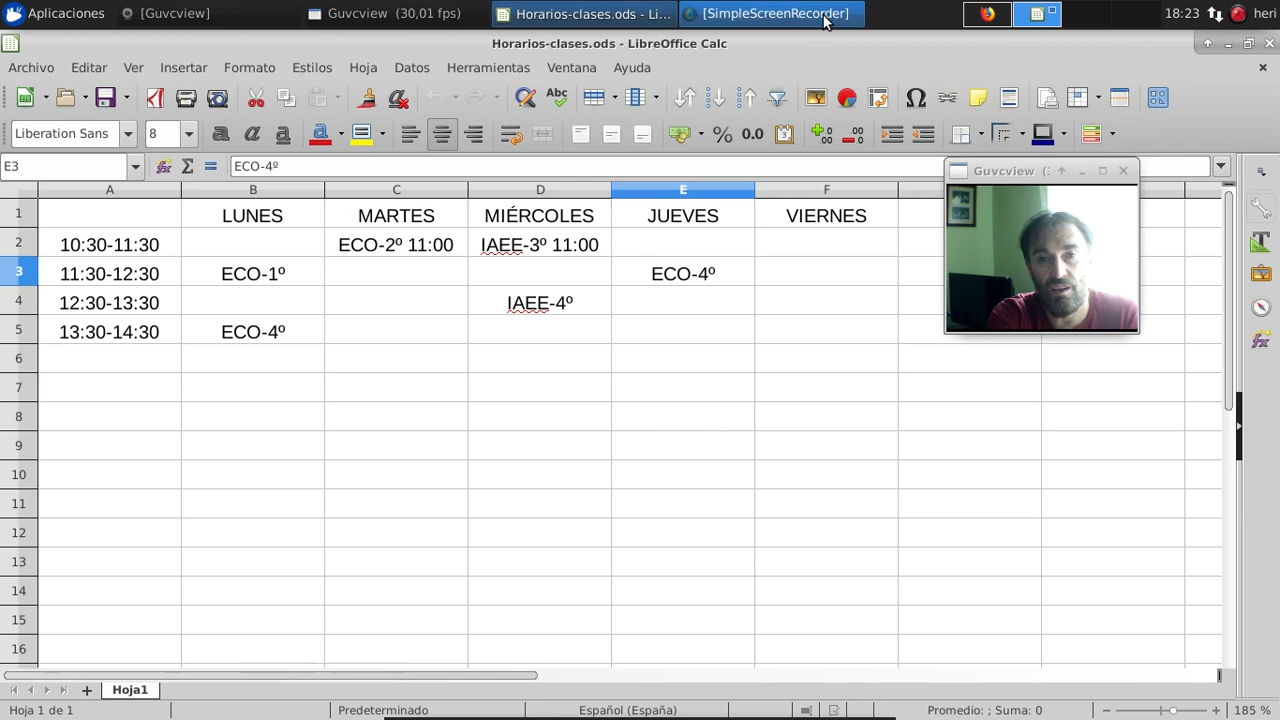 Aplicaciones [Guvcview] Guvcview (30,01 fps) Horarios-clases.ods - Li... [SimpleScreenRecorder] 18:23 heri
Horarios-clases.ods - LibreOffice Calc
Archivo Editar Ver Insertar Formato Estilos Hoja Datos Herramientas Ventana Ayuda
Abc
Liberation Sans 8 a a a % 0.0
E3 ECO-4º
Guvcview (:
A B C D E F
1 LUNES MARTES MIÉRCOLES JUEVES VIERNES
2 10:30-11:30 ECO-2º 11:00 IAEE-3º 11:00
3 11:30-12:30 ECO-1º ECO-4º
4 12:30-13:30 IAEE-4º
5 13:30-14:30 ECO-4º
6
7
8
9
10
11
12
13
14
15
16
Hoja1
Hoja 1 de 1 Predeterminado Español (España) Promedio: ; Suma: 0 185 %